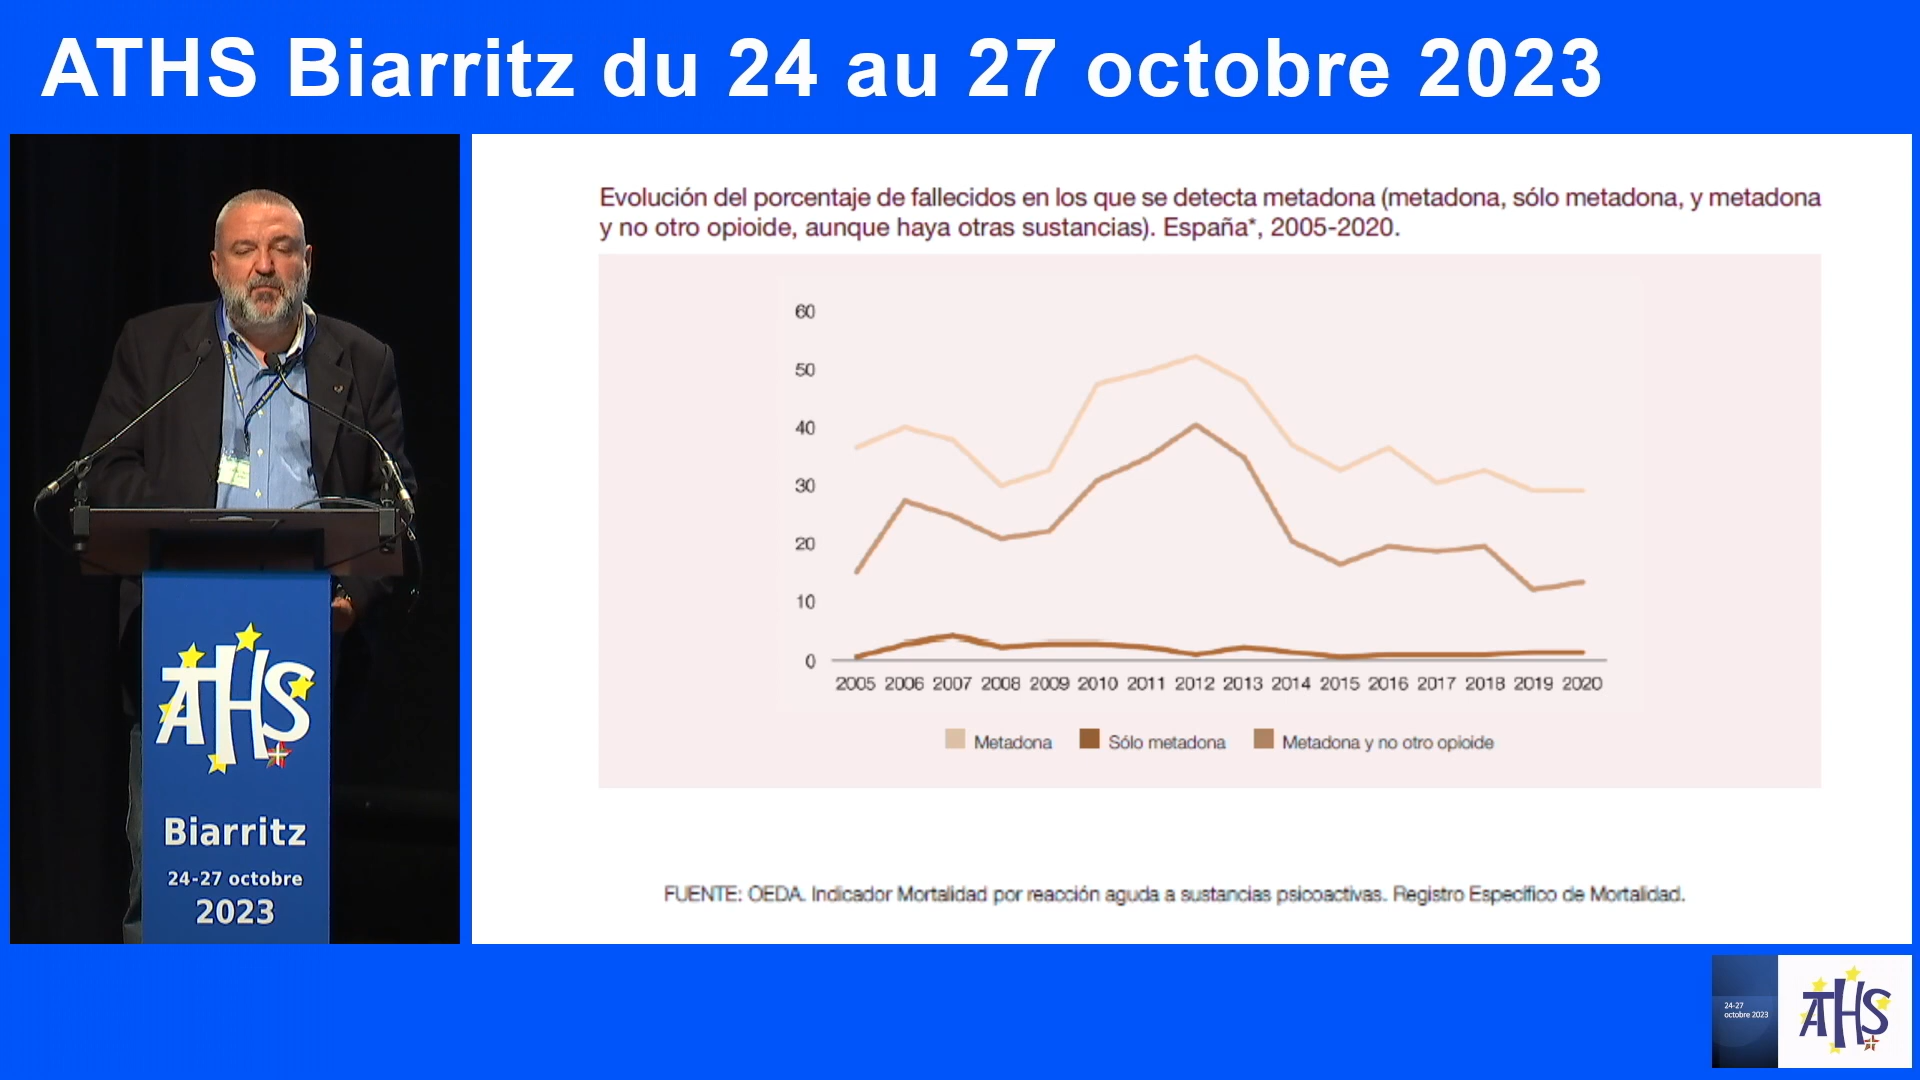 ATHS Biarritz du 24 au 27 octobre 2023
Evolución del porcentaje de fallecidos en los que se detecta metadona (metadona, sólo metadona, y metadona
y no otro opioide, aunque haya otras sustancias). España*, 2005-2020.
60
50
40
30
20
10
0
2005 2006 2007 2008 2009 2010 2011 2012 2013 2014 2015 2016 2017 2018 2019 2020
Metadona Sólo metadona Metadona y no otro opioide
FUENTE: OEDA. Indicador Mortalidad por reacción aguda a sustancias psicoactivas. Registro Específico de Mortalidad.
ATHS
Biarritz
24-27 octobre
2023
24-27
octobre 2023
ATHS